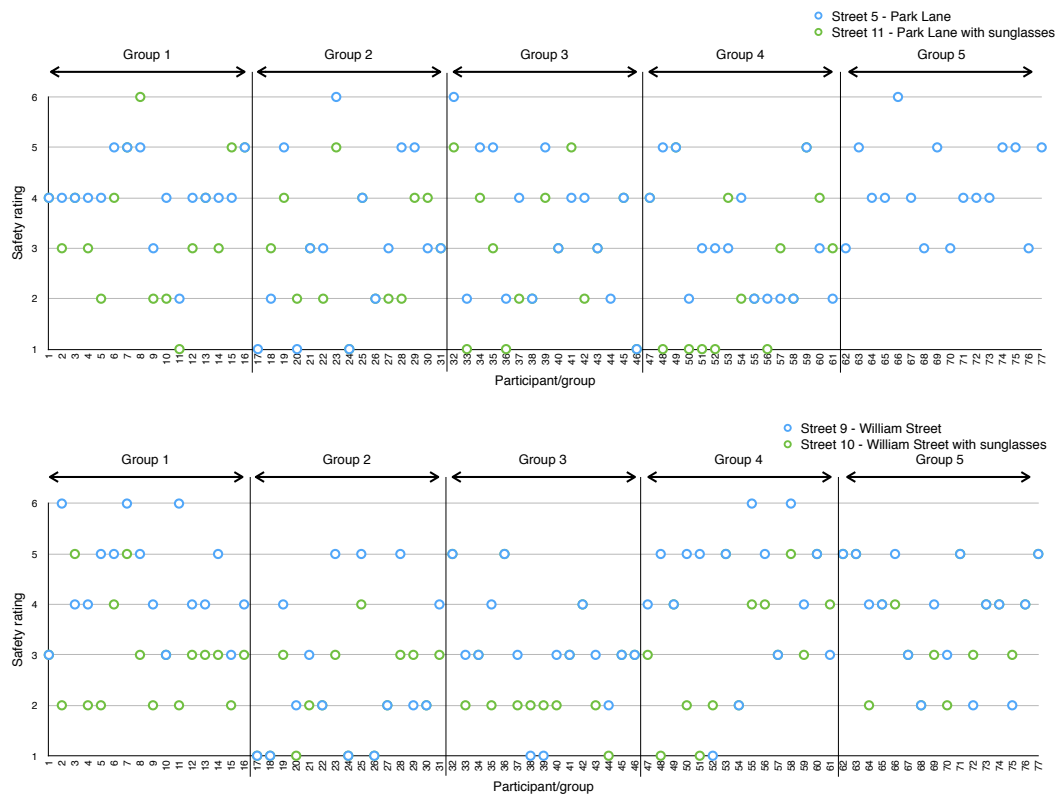 Street 5 - Park Lane
Street 11 - Park Lane with sunglasses
Group 1 Group 2 Group 3 Group 4 Group 5
6
5
4
3
2
1
Safety rating
1 2 3 4 5 6 7 8 9 10 11 12 13 14 15 16 17 18 19 20 21 22 23 24 25 26 27 28 29 30 31 32 33 34 35 36 37 38 39 40 41 42 43 44 45 46 47 48 49 50 51 52 53 54 55 56 57 58 59 60 61 62 63 64 65 66 67 68 69 70 71 72 73 74 75 76 77
Participant/group
Street 9 - William Street
Street 10 - William Street with sunglasses
Group 1 Group 2 Group 3 Group 4 Group 5
6
5
4
3
2
1
Safety rating
1 2 3 4 5 6 7 8 9 10 11 12 13 14 15 16 17 18 19 20 21 22 23 24 25 26 27 28 29 30 31 32 33 34 35 36 37 38 39 40 41 42 43 44 45 46 47 48 49 50 51 52 53 54 55 56 57 58 59 60 61 62 63 64 65 66 67 68 69 70 71 72 73 74 75 76 77
Participant/group